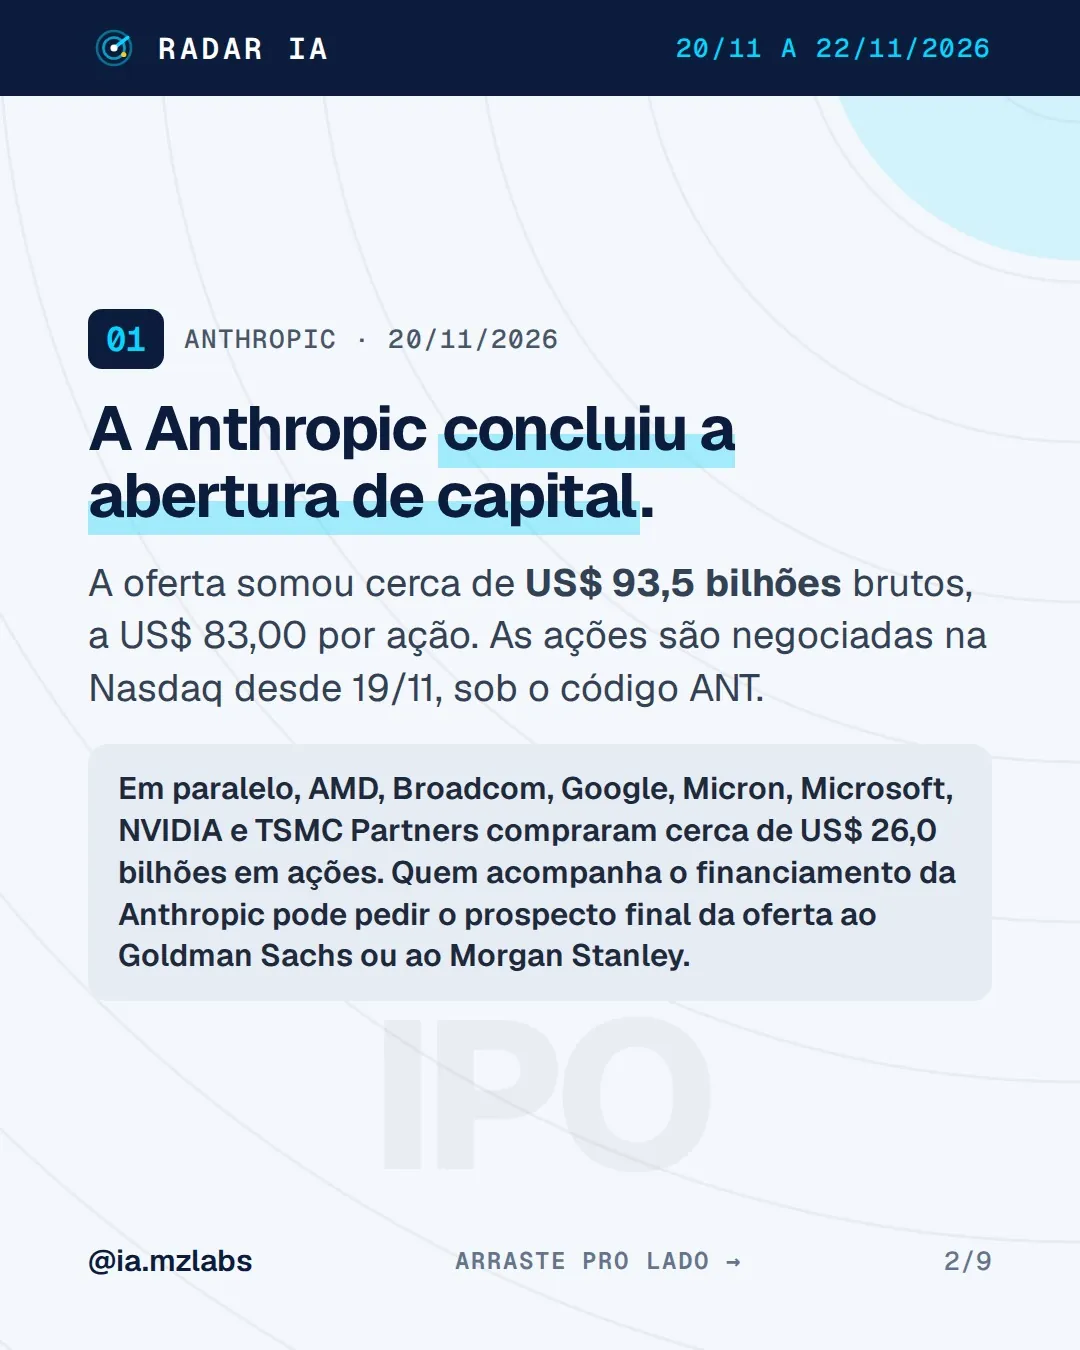 RADAR IA
20/11 A 22/11/2026
01
ANTHROPIC · 20/11/2026
A Anthropic concluiu a
abertura de capital.
A oferta somou cerca de US$ 93,5 bilhões brutos,
a US$ 83,00 por ação. As ações são negociadas na
Nasdaq desde 19/11, sob o código ANT.
Em paralelo, AMD, Broadcom, Google, Micron, Microsoft,
NVIDIA e TSMC Partners compraram cerca de US$ 26,0
bilhões em ações. Quem acompanha o financiamento da
Anthropic pode pedir o prospecto final da oferta ao
Goldman Sachs ou ao Morgan Stanley.
IPO
@ia.mzlabs
ARRASTE PRO LADO →
2/9